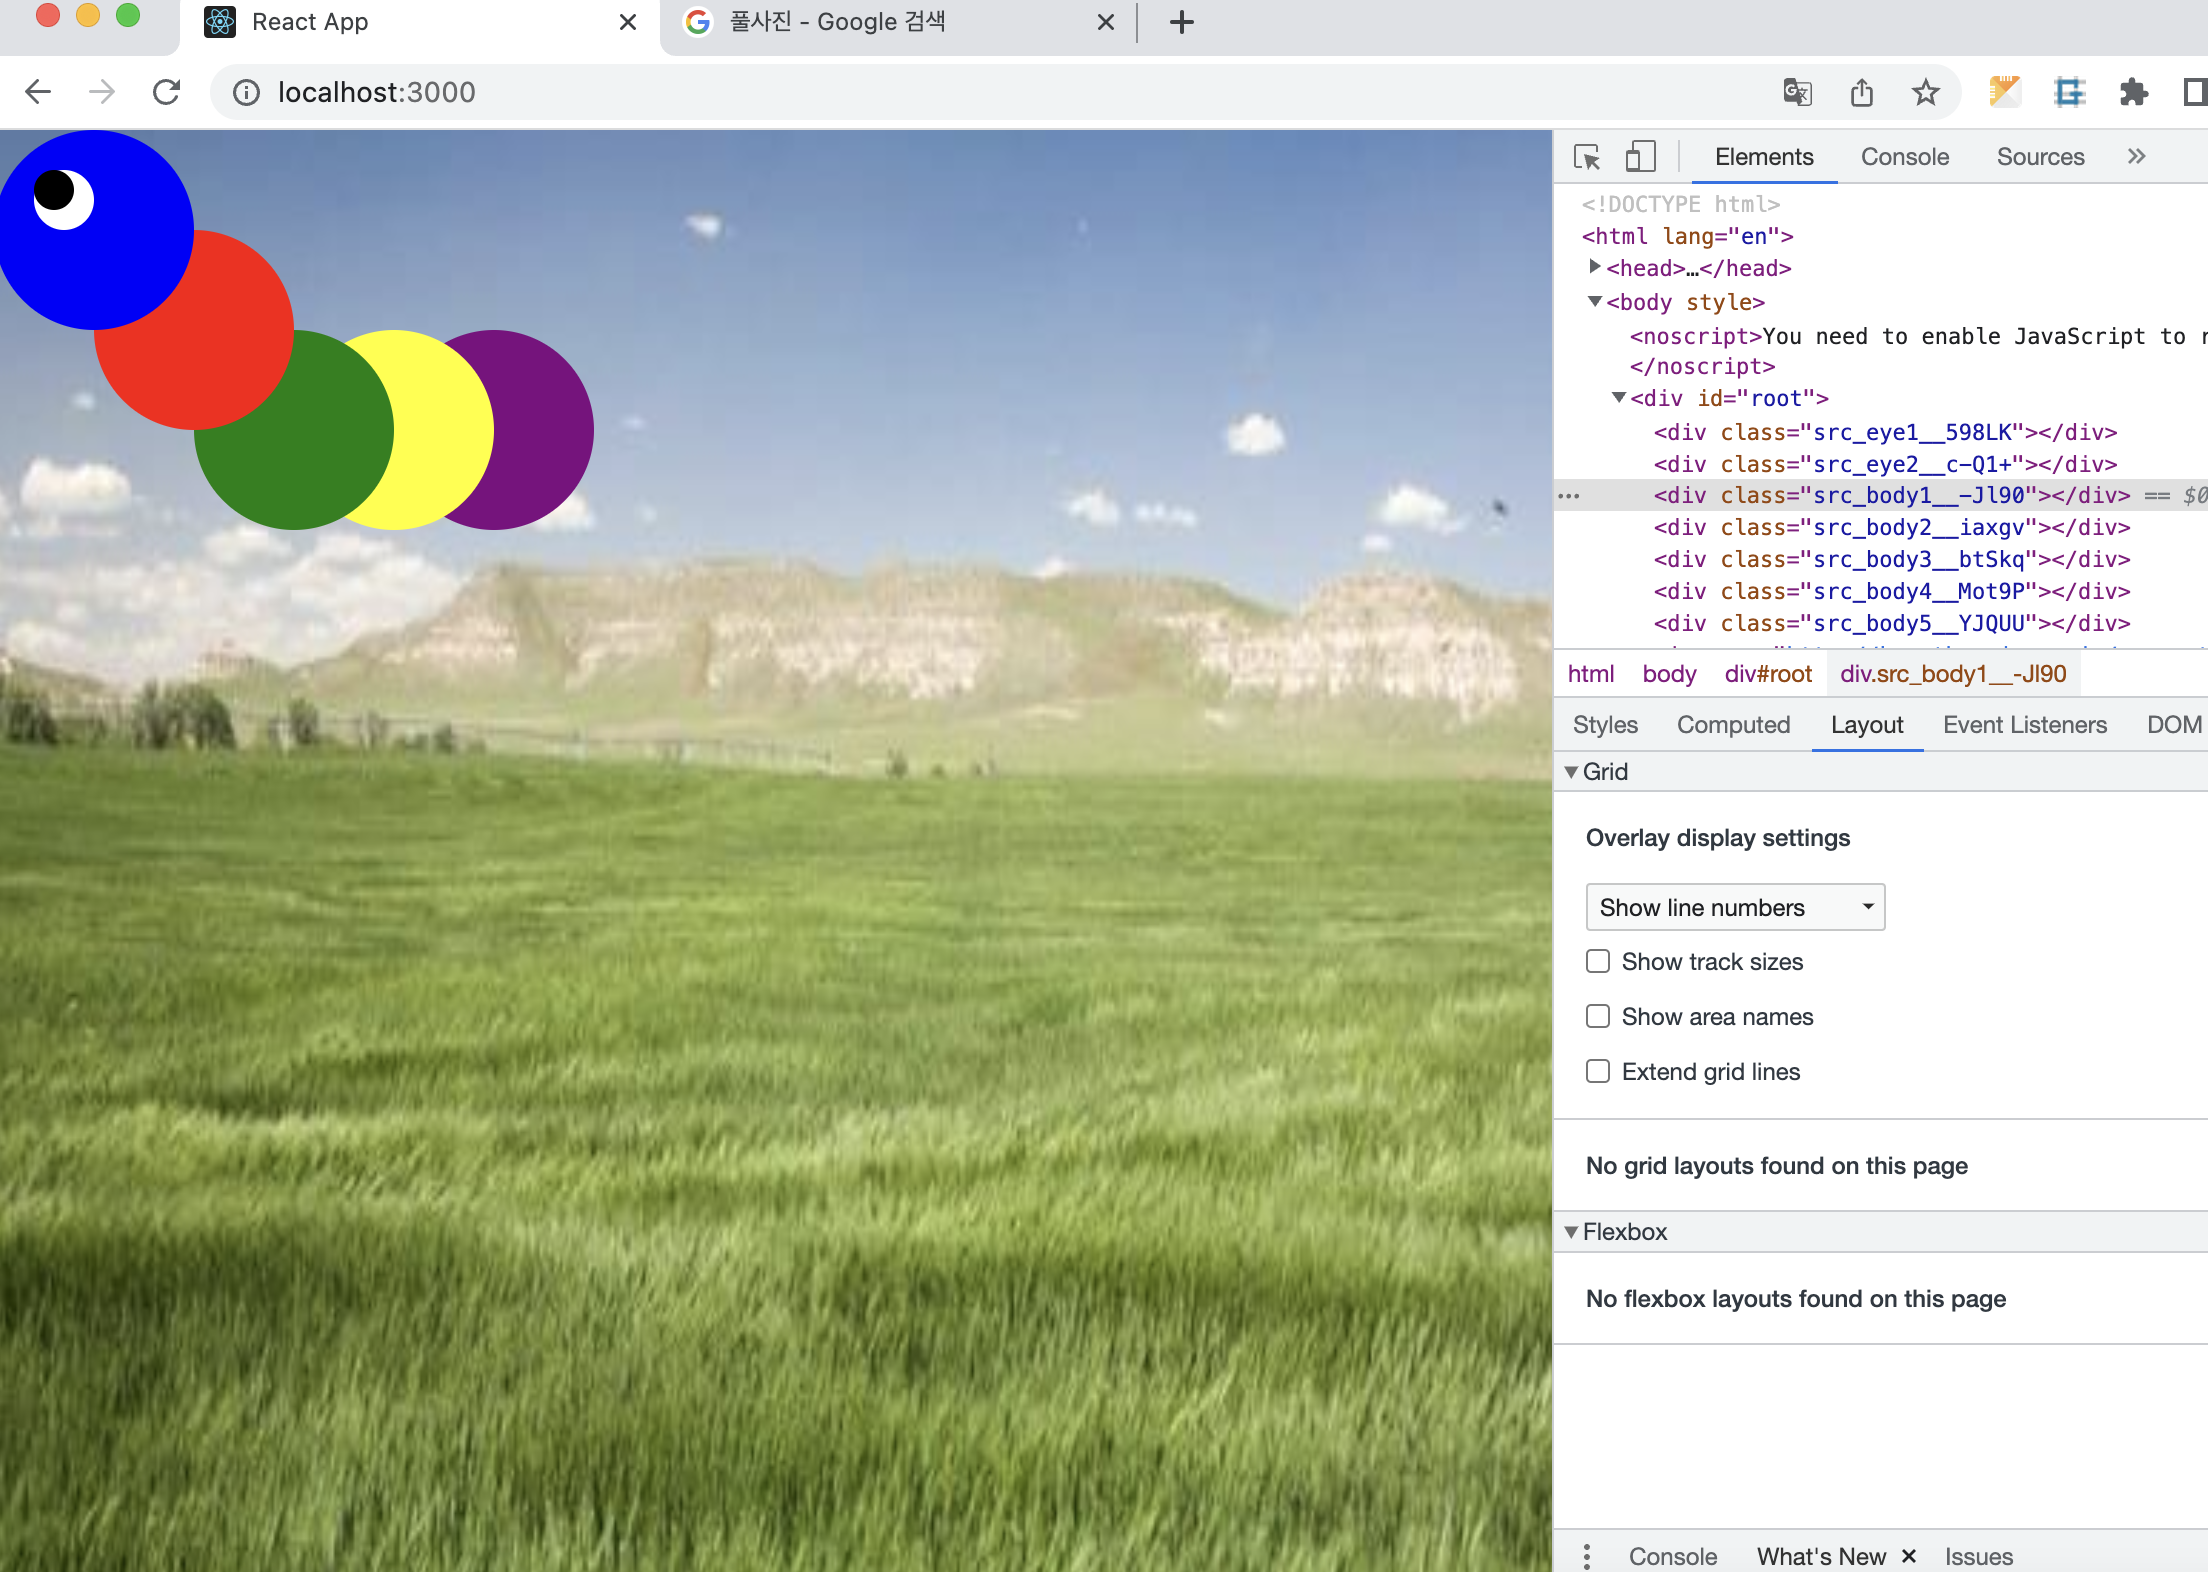 React App
풀사진 - Google 검색
localhost:3000
Elements Console Sources
<!DOCTYPE html>
<html lang="en">
<head>…</head>
<body style>
<noscript>You need to enable JavaScript to
</noscript>
<div id="root">
<div class="src_eye1__598LK"></div>
<div class="src_eye2__c-Q1+"></div>
<div class="src_body1__-Jl90"></div> == $0
<div class="src_body2__iaxgv"></div>
<div class="src_body3__btSkq"></div>
<div class="src_body4__Mot9P"></div>
<div class="src_body5__YJQUU"></div>
html body div#root div.src_body1__-Jl90
Styles Computed Layout Event Listeners DOM
Grid
Overlay display settings
Show line numbers
Show track sizes
Show area names
Extend grid lines
No grid layouts found on this page
Flexbox
No flexbox layouts found on this page
Console What's New Issues